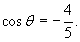 cos θ = −4/5.